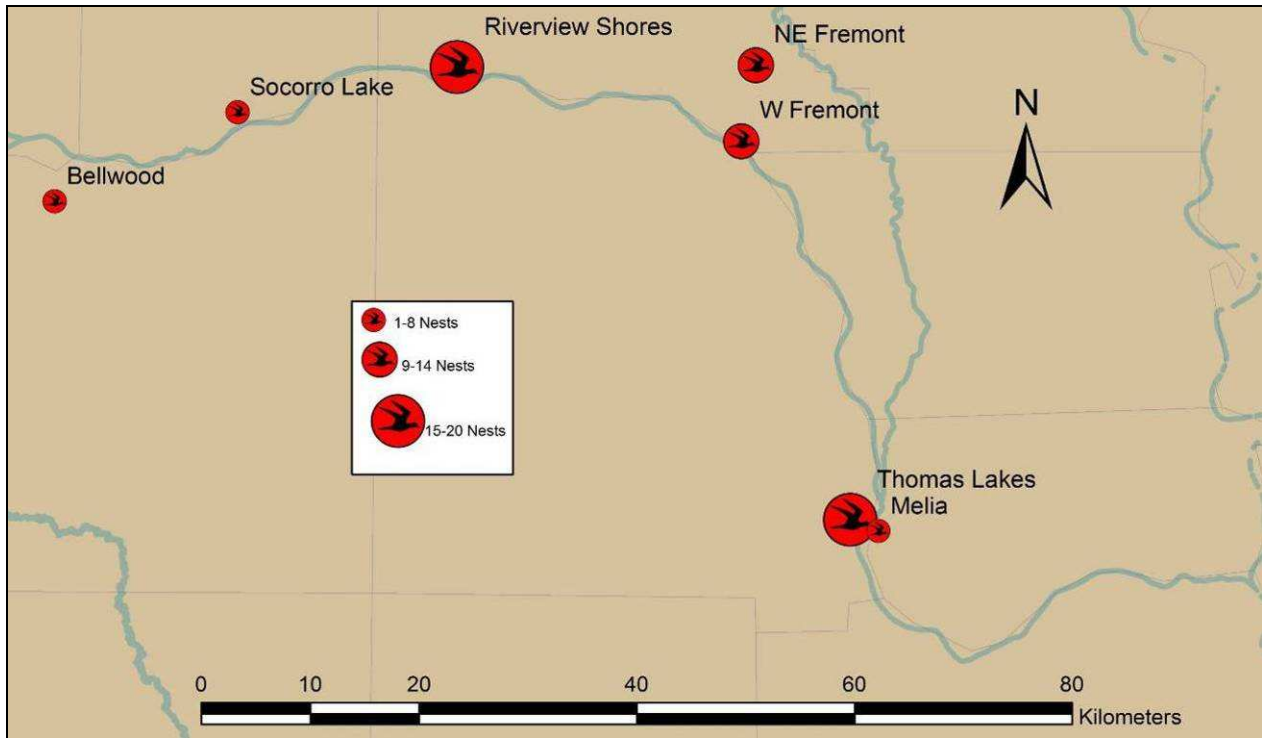 Riverview Shores
NE Fremont
Socorro Lake
W Fremont
N
Bellwood
1-8 Nests
9-14 Nests
15-20 Nests
Thomas Lakes
Melia
0 10 20 40 60 80
Kilometers